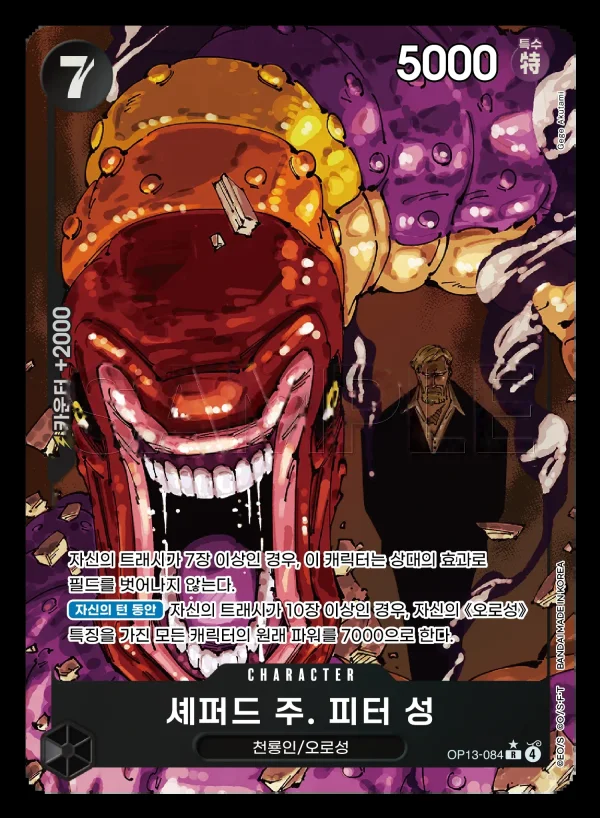 7
5000
특수
特
Gege Akutami
카운터 +2000
SAMPLE
자신의 트래시가 7장 이상인 경우, 이 캐릭터는 상대의 효과로
필드를 벗어나지 않는다.
자신의 턴 동안 자신의 트래시가 10장 이상인 경우, 자신의 《오로성》
특징을 가진 모든 캐릭터의 원래 파워를 7000으로 한다.
CHARACTER
셰퍼드 주. 피터 성
천룡인/오로성
OP13-084 ★ R 4
©EO/S ©O/S·F·T BANDAI MADE IN KOREA